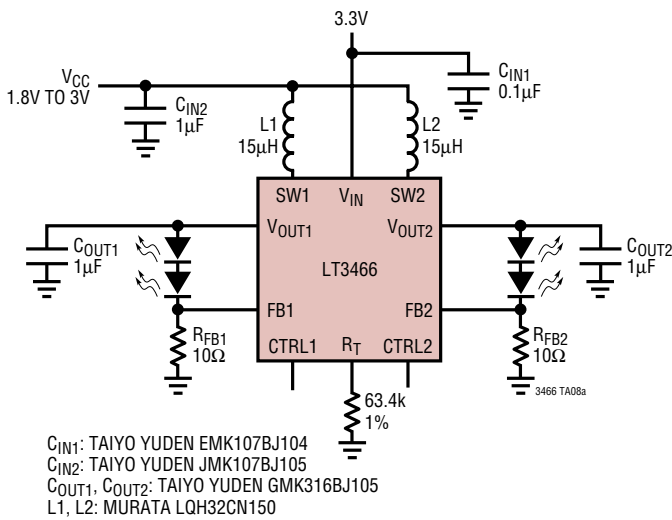 3.3V
VCC
1.8V TO 3V
CIN2
1µF
CIN1
0.1µF
L1
15µH
L2
15µH
SW1
VIN
SW2
VOUT1
VOUT2
COUT1
1µF
COUT2
1µF
LT3466
FB1
FB2
RFB1
10Ω
CTRL1
RT
CTRL2
RFB2
10Ω
3466 TA08a
63.4k
1%
CIN1: TAIYO YUDEN EMK107BJ104
CIN2: TAIYO YUDEN JMK107BJ105
COUT1, COUT2: TAIYO YUDEN GMK316BJ105
L1, L2: MURATA LQH32CN150